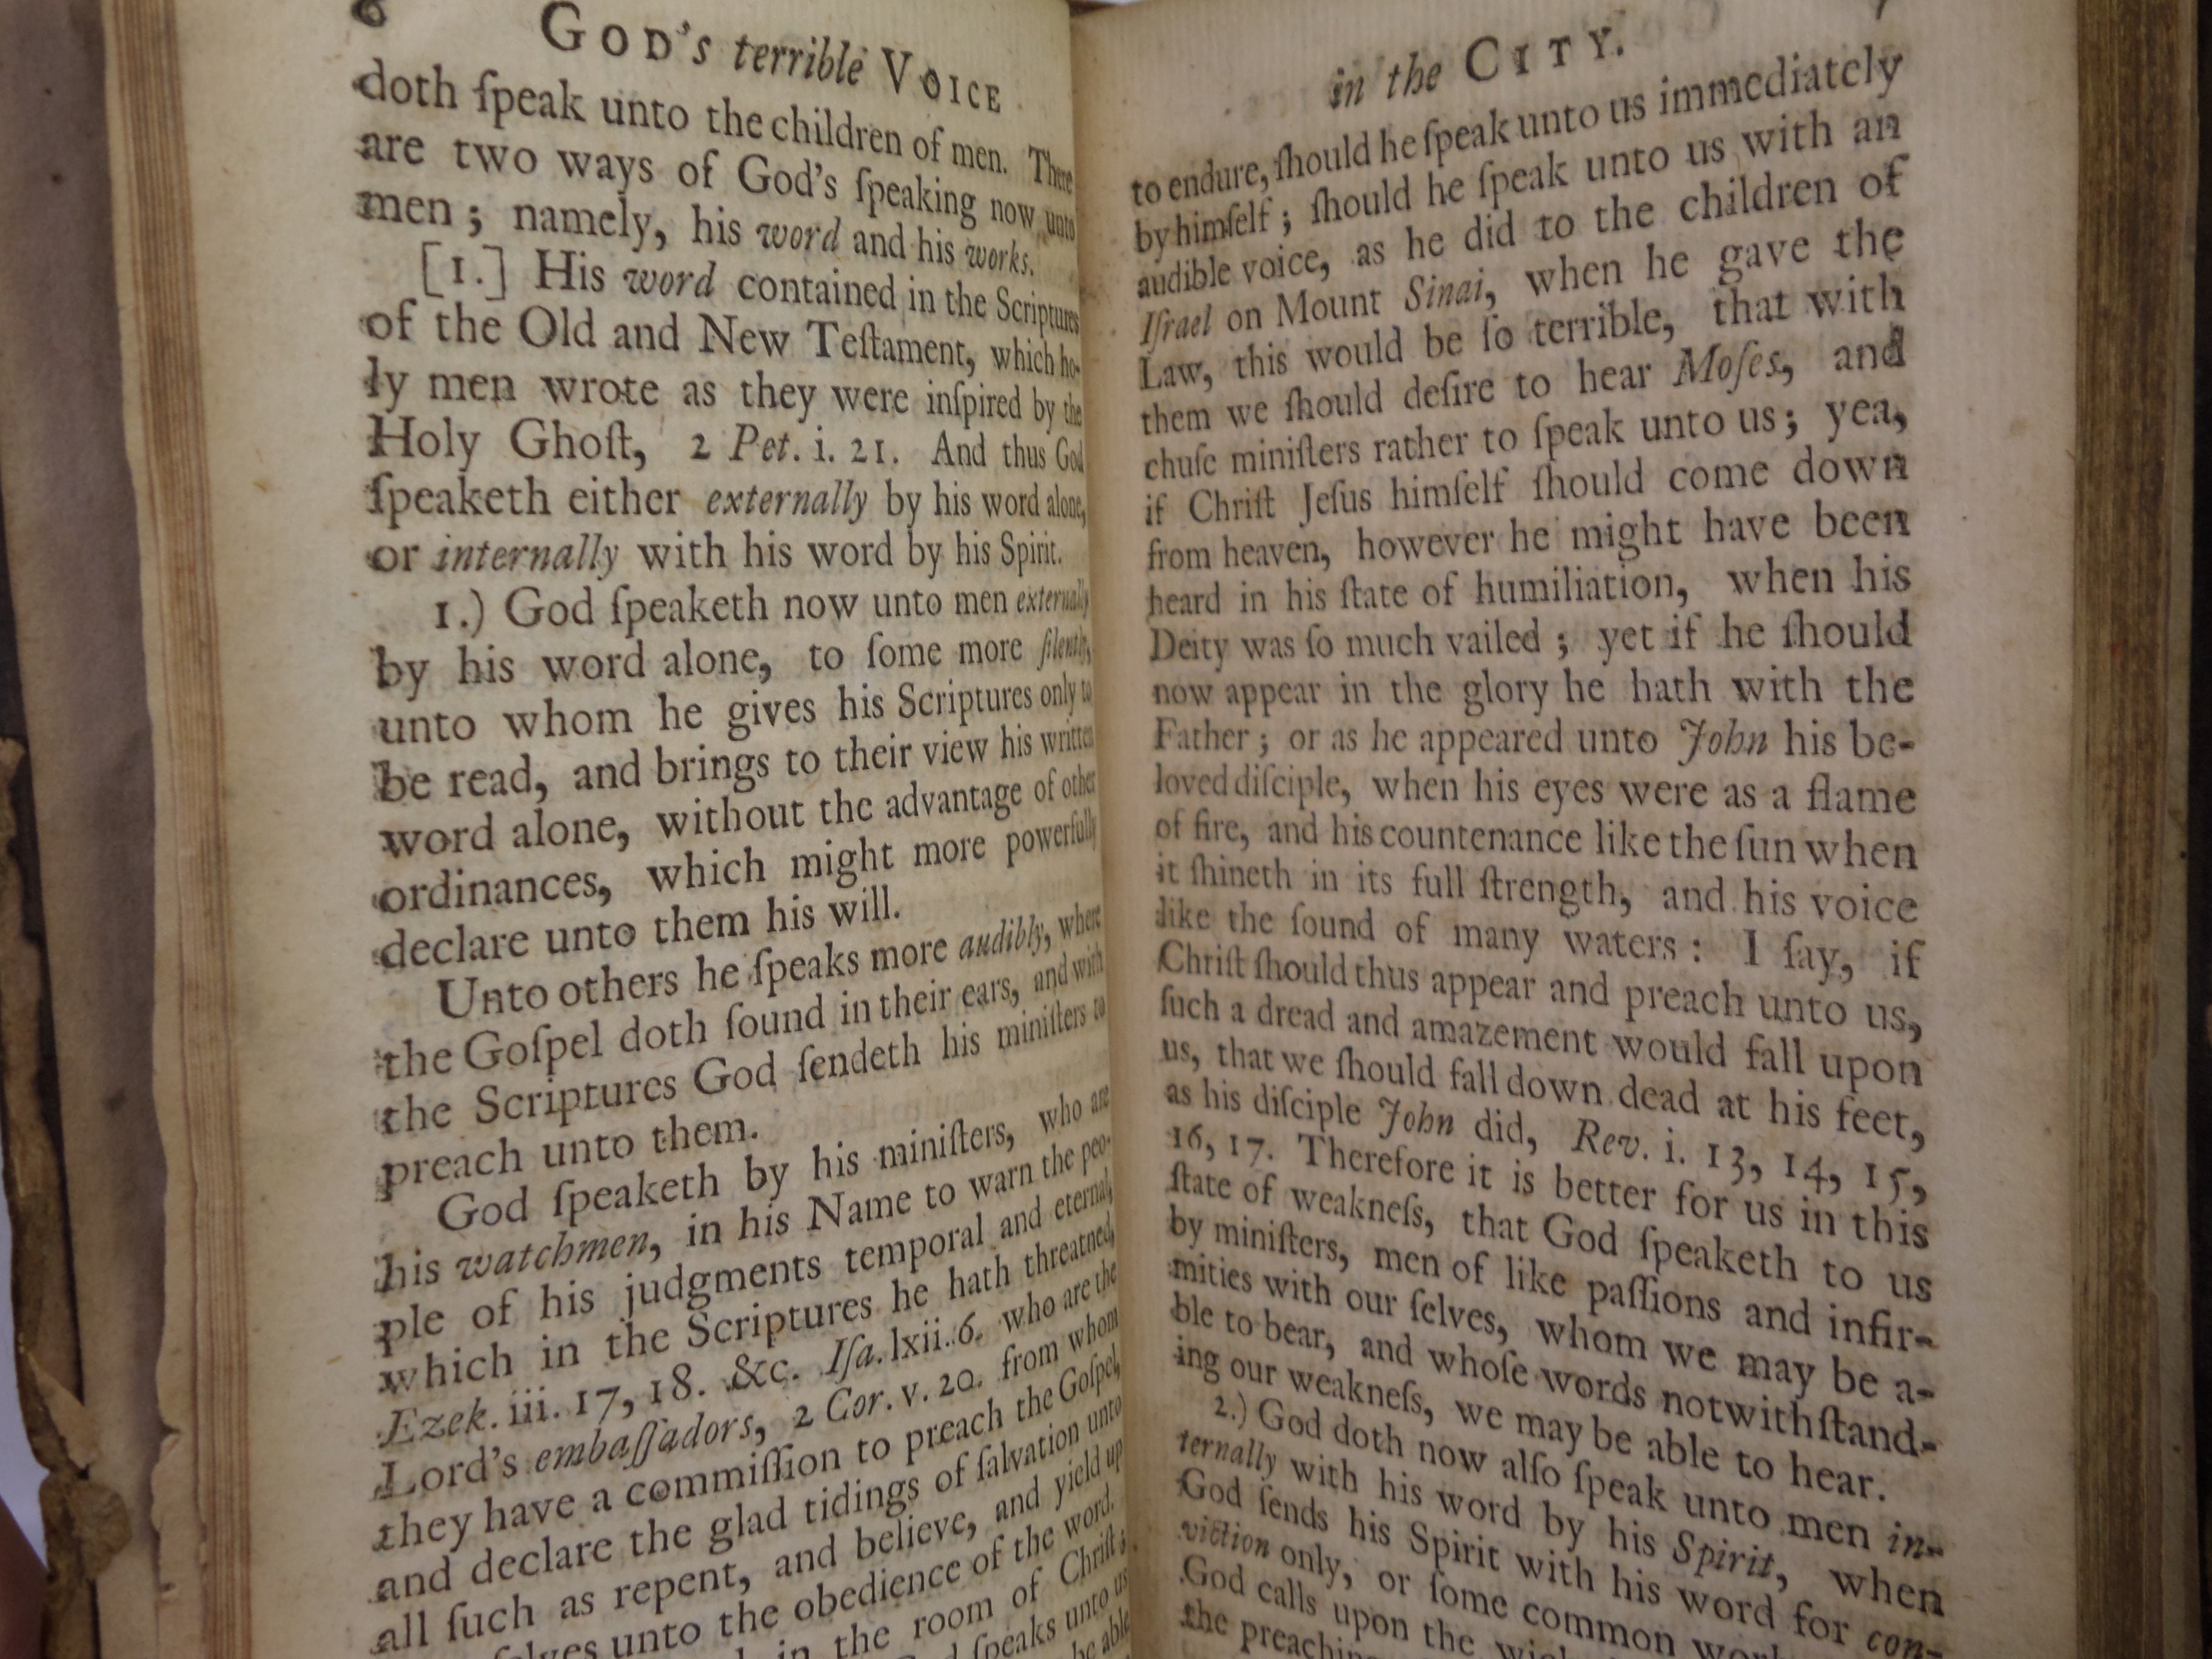 6 GOD's terrible VOICE
doth ſpeak unto the children of men. There
are two ways of God's ſpeaking now unto
men; namely, his word and his works.
[1.] His word contained in the Scriptures
of the Old and New Teſtament, which ho-
ly men wrote as they were inſpired by the
Holy Ghoſt, 2 Pet. i. 21. And thus God
ſpeaketh either externally by his word alone,
or internally with his word by his Spirit.
1.) God ſpeaketh now unto men externally
by his word alone, to ſome more ſilently,
unto whom he gives his Scriptures only to
be read, and brings to their view his written
word alone, without the advantage of other
ordinances, which might more powerfully
declare unto them his will.
Unto others he ſpeaks more audibly, where
the Goſpel doth ſound in their ears, and with
the Scriptures God ſendeth his miniſters to
preach unto them.
God ſpeaketh by his miniſters, who are
his watchmen, in his Name to warn the peo-
ple of his judgments temporal and eternal,
which in the Scriptures he hath threatned,
Ezek. iii. 17, 18. &c. Iſa. lxii. 6. who are the
Lord's embaſſadors, 2 Cor. v. 20. from whom
they have a commiſſion to preach the Goſpel,
and declare the glad tidings of ſalvation unto
all ſuch as repent, and believe, and yield up
unto the obedience of the word.
in the room of Chriſt;
ſpeaks unto us
be able
in the CITY. 7
to endure, ſhould he ſpeak unto us immediately
by himſelf; ſhould he ſpeak unto us with an
audible voice, as he did to the children of
Iſrael on Mount Sinai, when he gave the
Law, this would be ſo terrible, that with
them we ſhould deſire to hear Moſes, and
chuſe miniſters rather to ſpeak unto us; yea,
if Chriſt Jeſus himſelf ſhould come down
from heaven, however he might have been
heard in his ſtate of humiliation, when his
Deity was ſo much vailed; yet if he ſhould
now appear in the glory he hath with the
Father; or as he appeared unto John his be-
loved diſciple, when his eyes were as a flame
of fire, and his countenance like the ſun when
it ſhineth in its full ſtrength, and his voice
like the ſound of many waters: I ſay, if
Chriſt ſhould thus appear and preach unto us,
ſuch a dread and amazement would fall upon
us, that we ſhould fall down dead at his feet,
as his diſciple John did, Rev. i. 13, 14, 15,
16, 17. Therefore it is better for us in this
ſtate of weakneſs, that God ſpeaketh to us
by miniſters, men of like paſſions and infir-
mities with our ſelves, whom we may be a-
ble to bear, and whoſe words notwithſtand-
ing our weakneſs, we may be able to hear.
2.) God doth now alſo ſpeak unto men in-
ternally with his word by his Spirit, when
God ſends his Spirit with his word for con-
viction only, or ſome common
God calls upon the
the